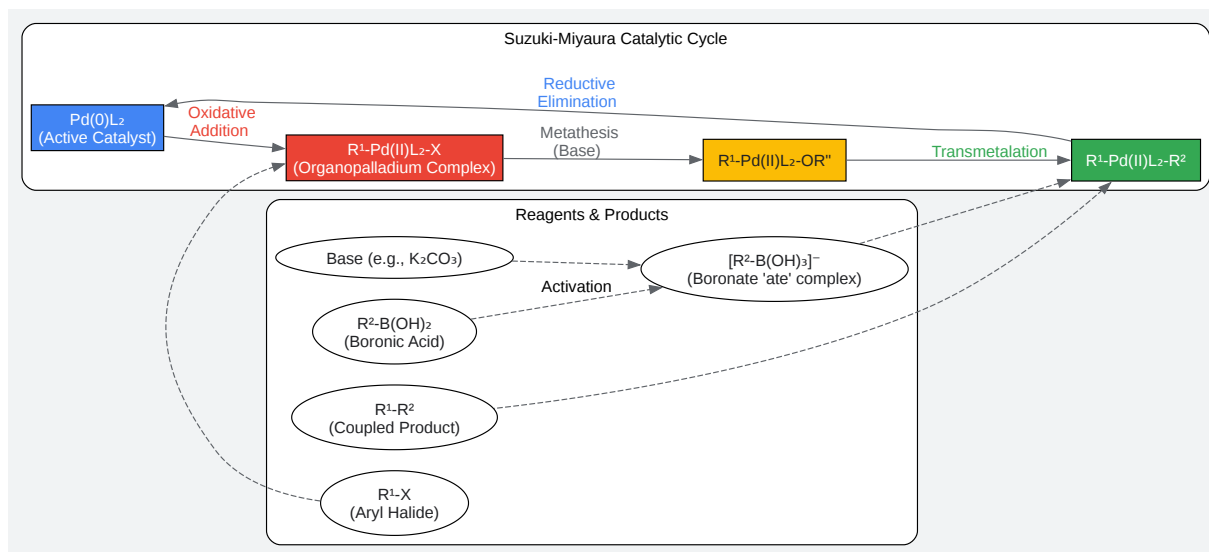 Suzuki-Miyaura Catalytic Cycle
Reductive
Elimination
Pd(0)L₂
(Active Catalyst)
Oxidative
Addition
R¹-Pd(II)L₂-X
(Organopalladium Complex)
Metathesis
(Base)
R¹-Pd(II)L₂-OR"
Transmetalation
R¹-Pd(II)L₂-R²
Reagents & Products
Base (e.g., K₂CO₃)
[R²-B(OH)₃]⁻
(Boronate 'ate' complex)
Activation
R²-B(OH)₂
(Boronic Acid)
R¹-R²
(Coupled Product)
R¹-X
(Aryl Halide)